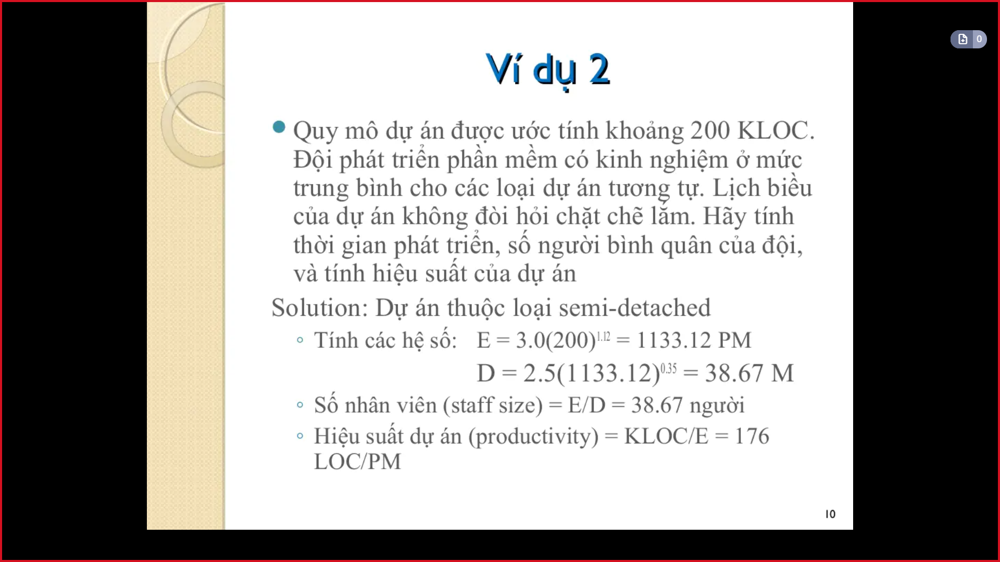 0
Ví dụ 2
Quy mô dự án được ước tính khoảng 200 KLOC.
Đội phát triển phần mềm có kinh nghiệm ở mức
trung bình cho các loại dự án tương tự. Lịch biểu
của dự án không đòi hỏi chặt chẽ lắm. Hãy tính
thời gian phát triển, số người bình quân của đội,
và tính hiệu suất của dự án
Solution: Dự án thuộc loại semi-detached
Tính các hệ số: E = 3.0(200)^1.12 = 1133.12 PM
D = 2.5(1133.12)^0.35 = 38.67 M
Số nhân viên (staff size) = E/D = 38.67 người
Hiệu suất dự án (productivity) = KLOC/E = 176
LOC/PM
10